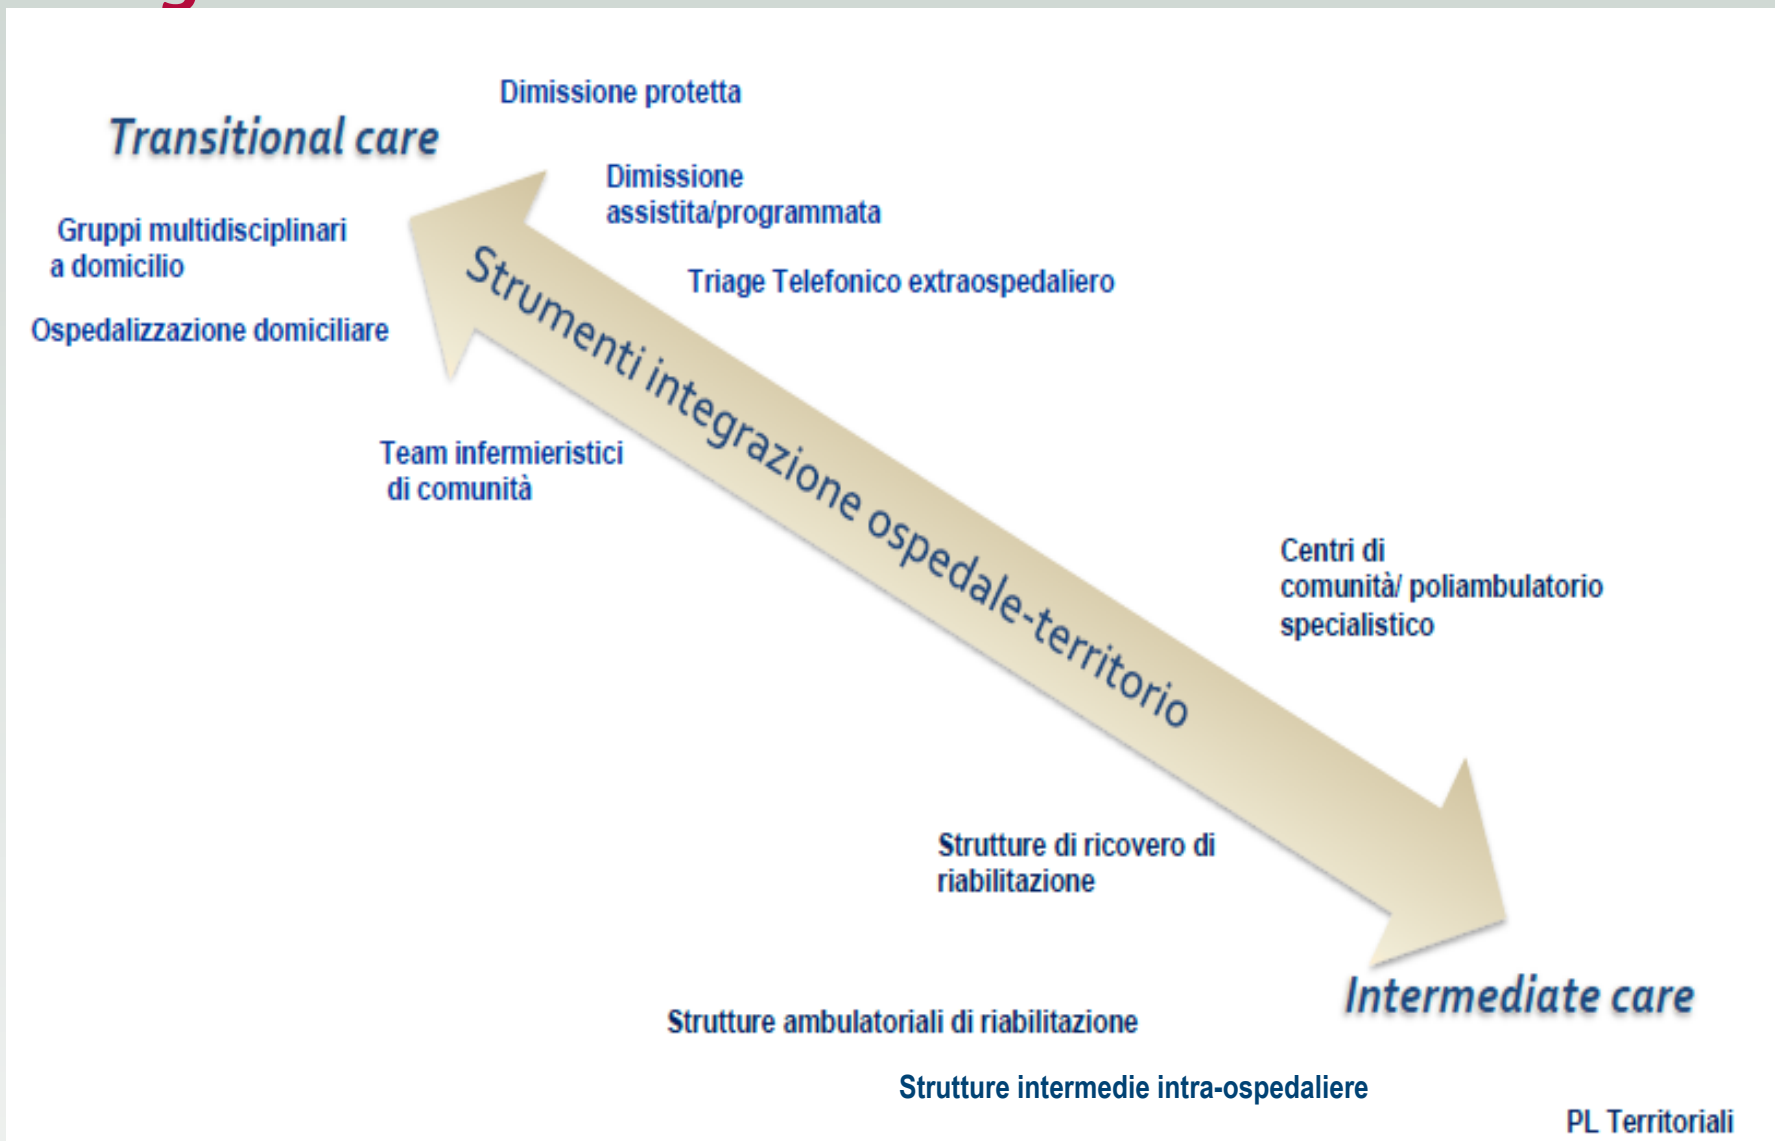 Dimissione protetta
Transitional care
Dimissione
assistita/programmata
Gruppi multidisciplinari
a domicilio
Triage Telefonico extraospedaliero
Ospedalizzazione domiciliare
Strumenti integrazione ospedale-territorio
Team infermieristici
di comunità
Centri di
comunità/ poliambulatorio
specialistico
Strutture di ricovero di
riabilitazione
Intermediate care
Strutture ambulatoriali di riabilitazione
Strutture intermedie intra-ospedaliere
PL Territoriali